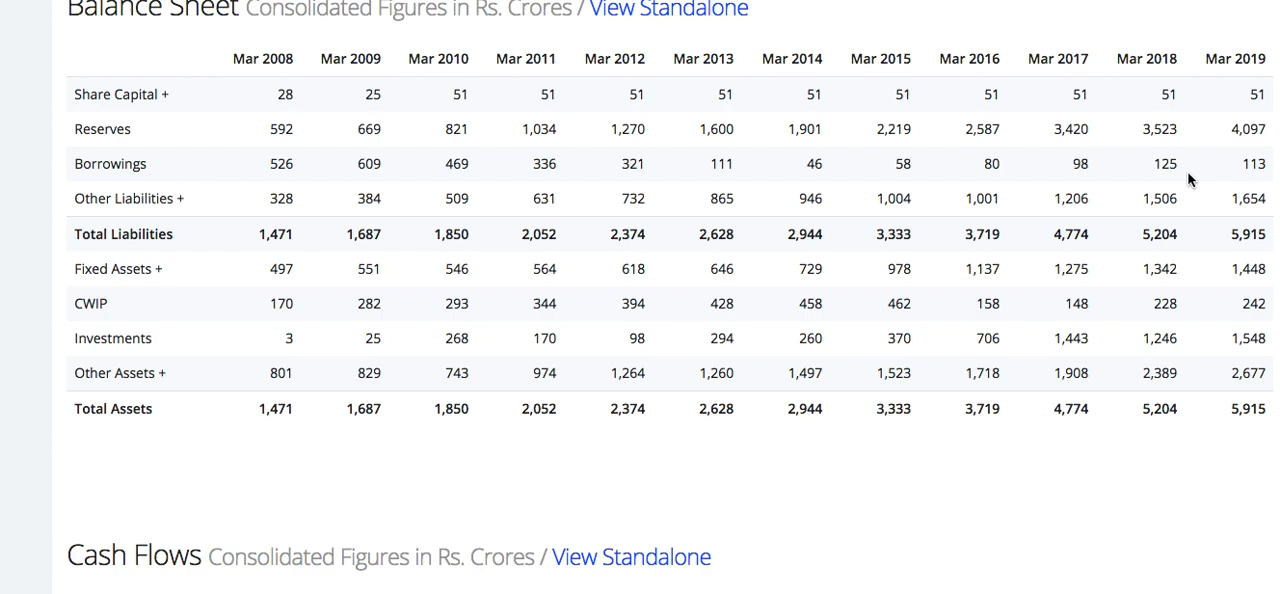 Balance Sheet Consolidated Figures in Rs. Crores / View Standalone
Mar 2008 Mar 2009 Mar 2010 Mar 2011 Mar 2012 Mar 2013 Mar 2014 Mar 2015 Mar 2016 Mar 2017 Mar 2018 Mar 2019
Share Capital + 28 25 51 51 51 51 51 51 51 51 51 51
Reserves 592 669 821 1,034 1,270 1,600 1,901 2,219 2,587 3,420 3,523 4,097
Borrowings 526 609 469 336 321 111 46 58 80 98 125 113
Other Liabilities + 328 384 509 631 732 865 946 1,004 1,001 1,206 1,506 1,654
Total Liabilities 1,471 1,687 1,850 2,052 2,374 2,628 2,944 3,333 3,719 4,774 5,204 5,915
Fixed Assets + 497 551 546 564 618 646 729 978 1,137 1,275 1,342 1,448
CWIP 170 282 293 344 394 428 458 462 158 148 228 242
Investments 3 25 268 170 98 294 260 370 706 1,443 1,246 1,548
Other Assets + 801 829 743 974 1,264 1,260 1,497 1,523 1,718 1,908 2,389 2,677
Total Assets 1,471 1,687 1,850 2,052 2,374 2,628 2,944 3,333 3,719 4,774 5,204 5,915
Cash Flows Consolidated Figures in Rs. Crores / View Standalone